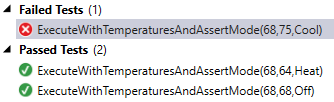 Failed Tests (1)
ExecuteWithTemperaturesAndAssertMode(68,75,Cool)
Passed Tests (2)
ExecuteWithTemperaturesAndAssertMode(68,64,Heat)
ExecuteWithTemperaturesAndAssertMode(68,68,Off)